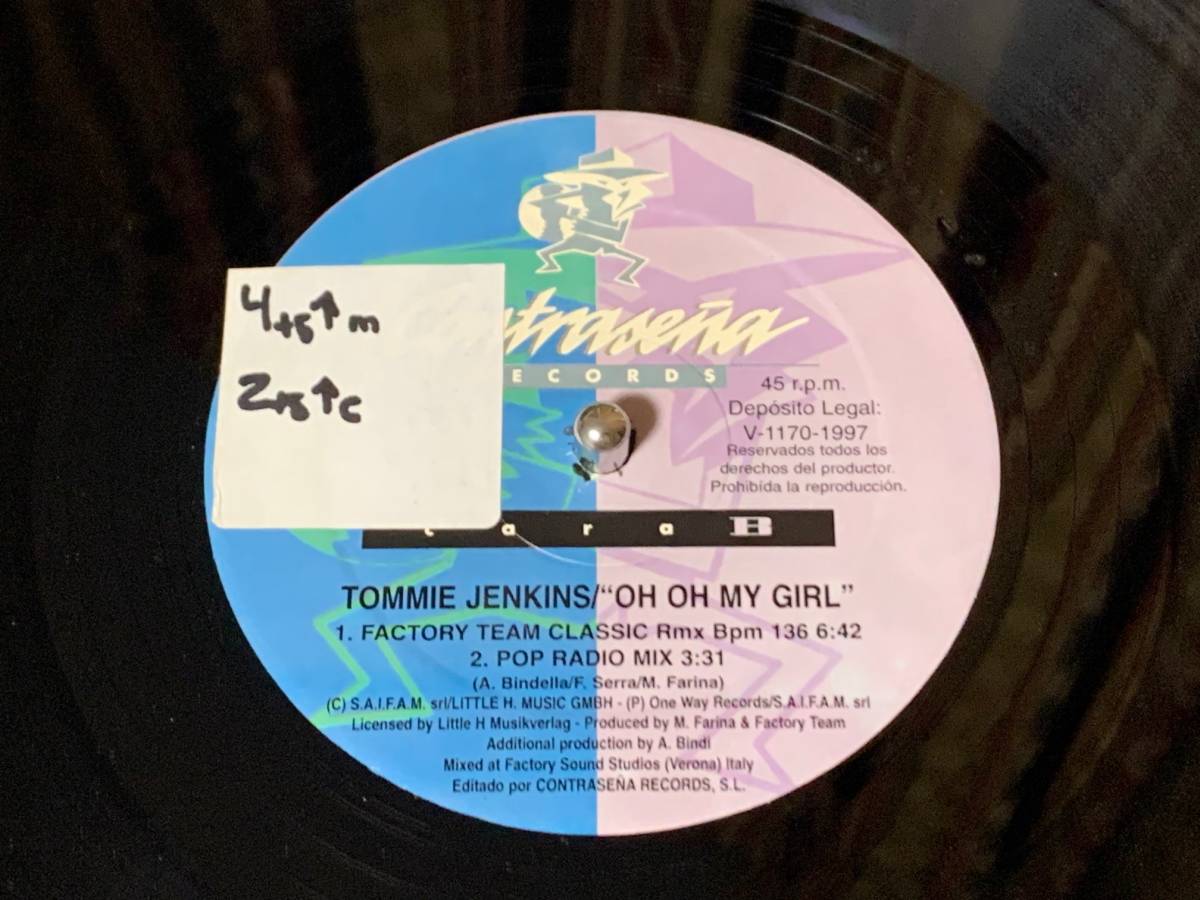 4+8↑m
2+8↑c
Contraseña
ECORDS
45 r.p.m.
Depósito Legal:
V-1170-1997
Reservados todos los
derechos del productor.
Prohibida la reproducción.
cara B
TOMMIE JENKINS/“OH OH MY GIRL”
1. FACTORY TEAM CLASSIC Rmx Bpm 136 6:42
2. POP RADIO MIX 3:31
(A. Bindella/F. Serra/M. Farina)
(C) S.A.I.F.A.M. srl/LITTLE H. MUSIC GMBH - (P) One Way Records/S.A.I.F.A.M. srl
Licensed by Little H Musikverlag - Produced by M. Farina & Factory Team
Additional production by A. Bindi
Mixed at Factory Sound Studios (Verona) Italy
Editado por CONTRASEÑA RECORDS, S.L.